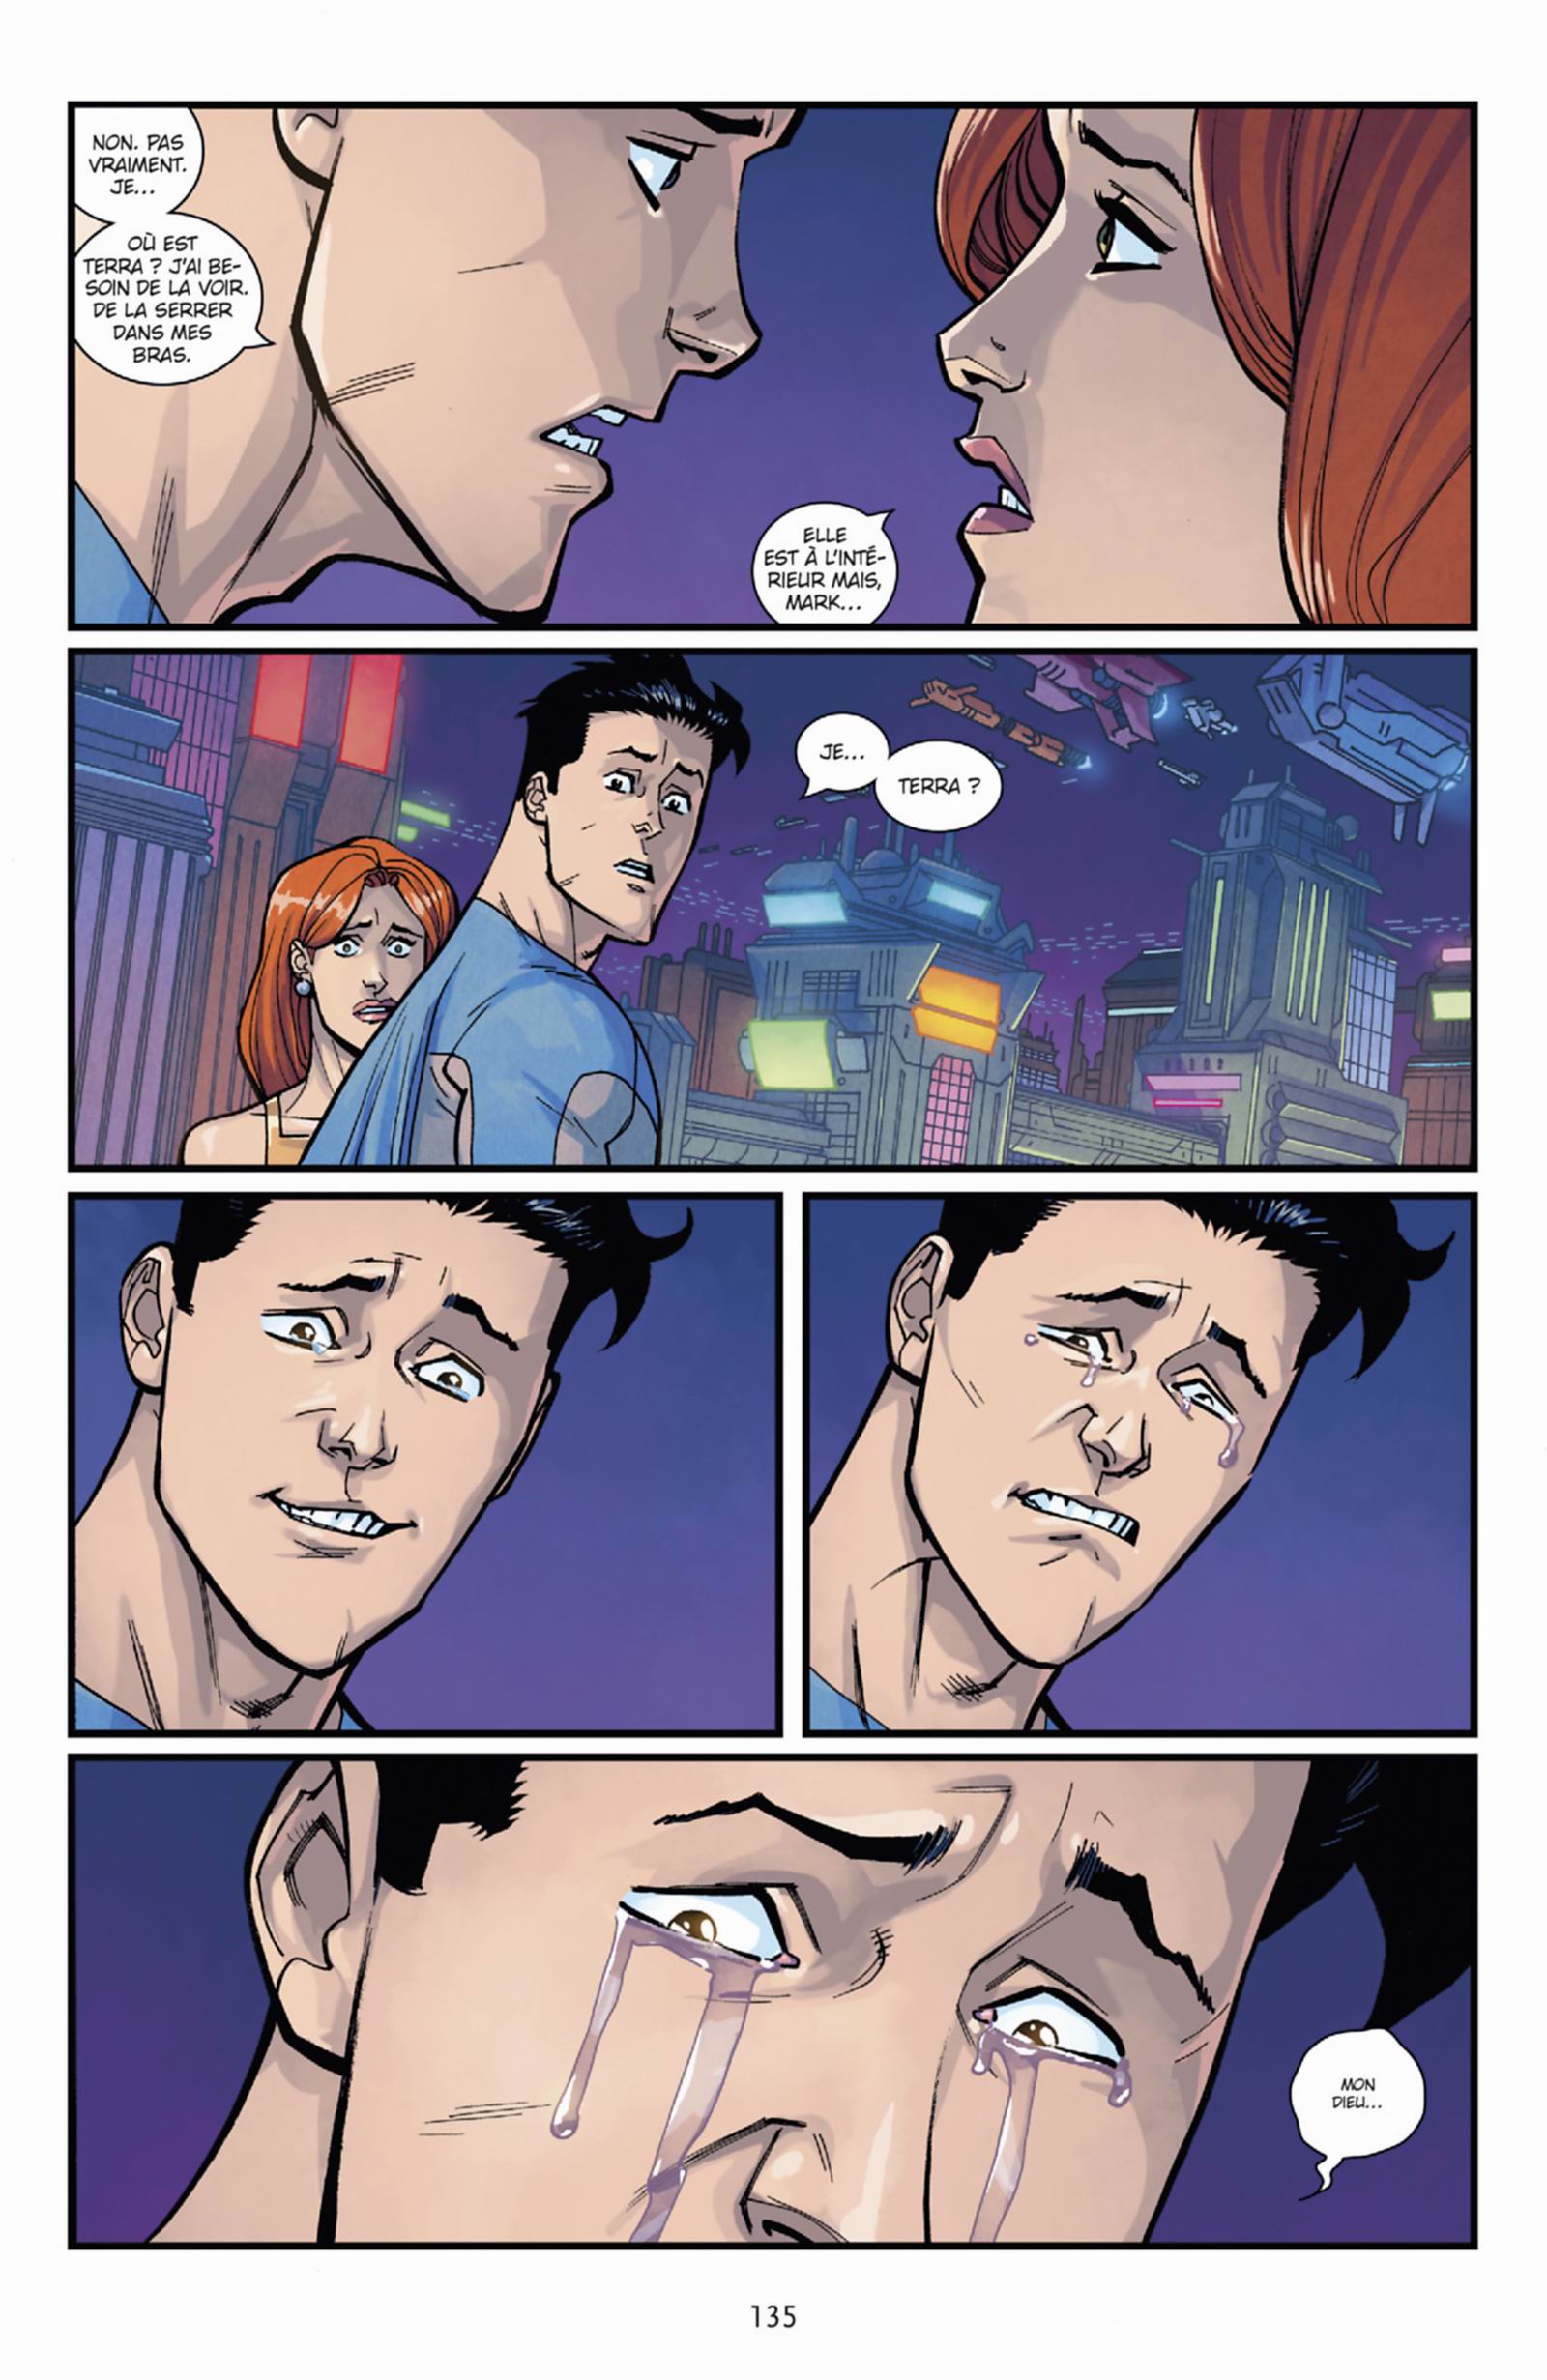 NON. PAS
VRAIMENT.
JE...
OÙ EST
TERRA ? J'AI BE-
SOIN DE LA VOIR.
DE LA SERRER
DANS MES
BRAS.
ELLE
EST À L'INTÉ-
RIEUR MAIS,
MARK...
JE...
TERRA ?
MON
DIEU...
135